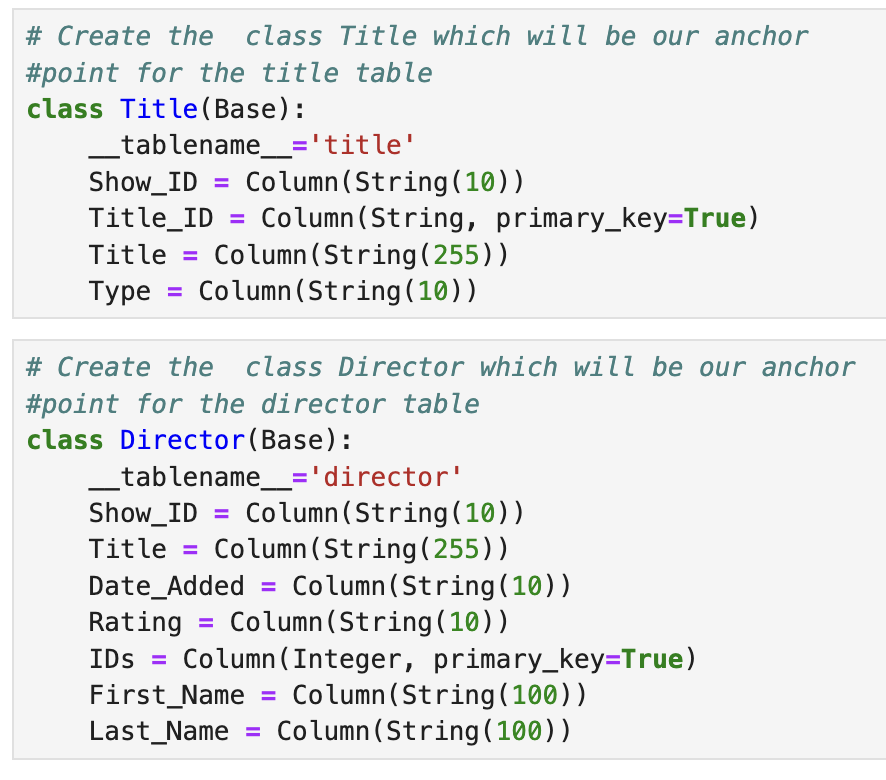 # Create the  class Title which will be our anchor
#point for the title table
class Title(Base):
    __tablename__='title'
    Show_ID = Column(String(10))
    Title_ID = Column(String, primary_key=True)
    Title = Column(String(255))
    Type = Column(String(10))
# Create the  class Director which will be our anchor
#point for the director table
class Director(Base):
    __tablename__='director'
    Show_ID = Column(String(10))
    Title = Column(String(255))
    Date_Added = Column(String(10))
    Rating = Column(String(10))
    IDs = Column(Integer, primary_key=True)
    First_Name = Column(String(100))
    Last_Name = Column(String(100))